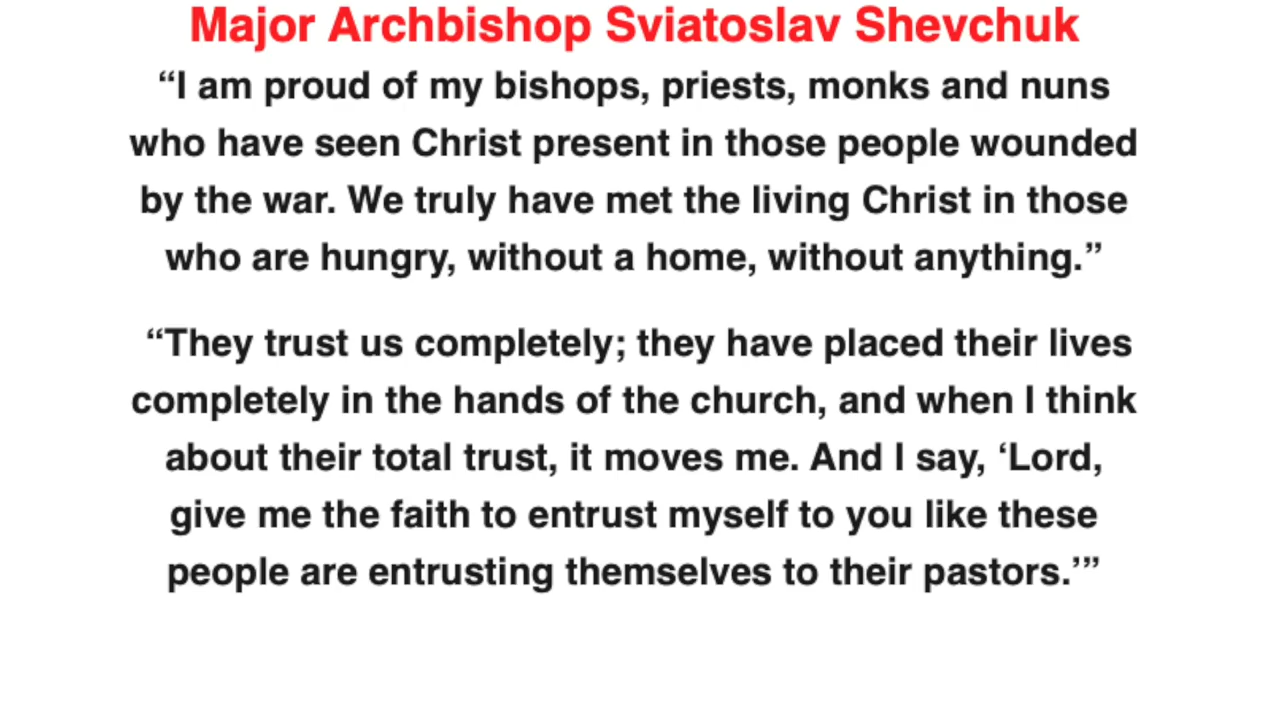 Major Archbishop Sviatoslav Shevchuk
“I am proud of my bishops, priests, monks and nuns
who have seen Christ present in those people wounded
by the war. We truly have met the living Christ in those
who are hungry, without a home, without anything.”
“They trust us completely; they have placed their lives
completely in the hands of the church, and when I think
about their total trust, it moves me. And I say, ‘Lord,
give me the faith to entrust myself to you like these
people are entrusting themselves to their pastors.’”